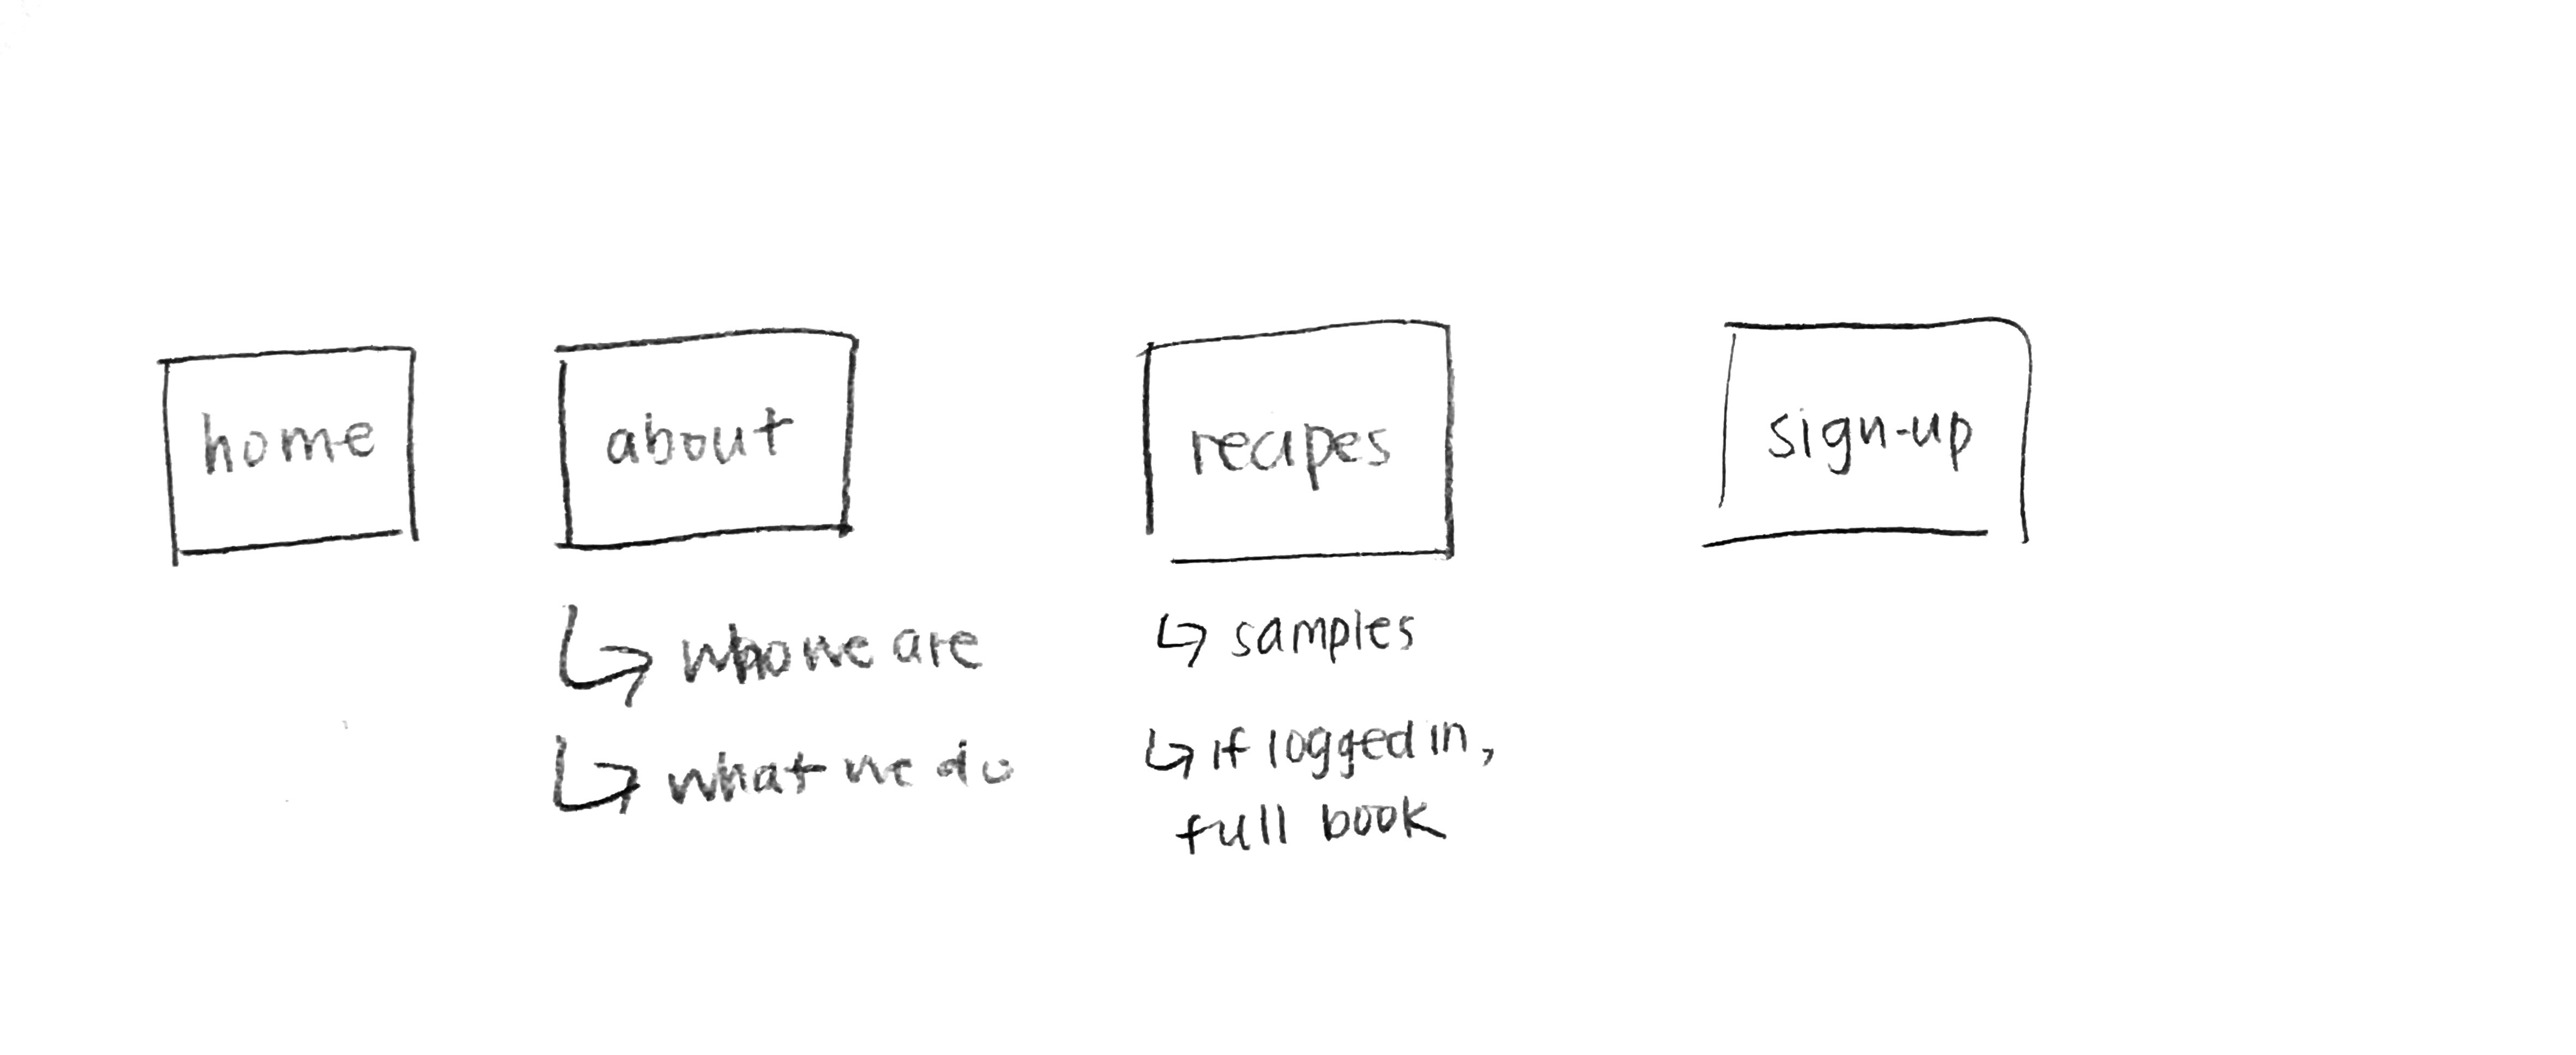 home
about
recipes
sign-up
who we are
what we do
samples
if logged in,
full book